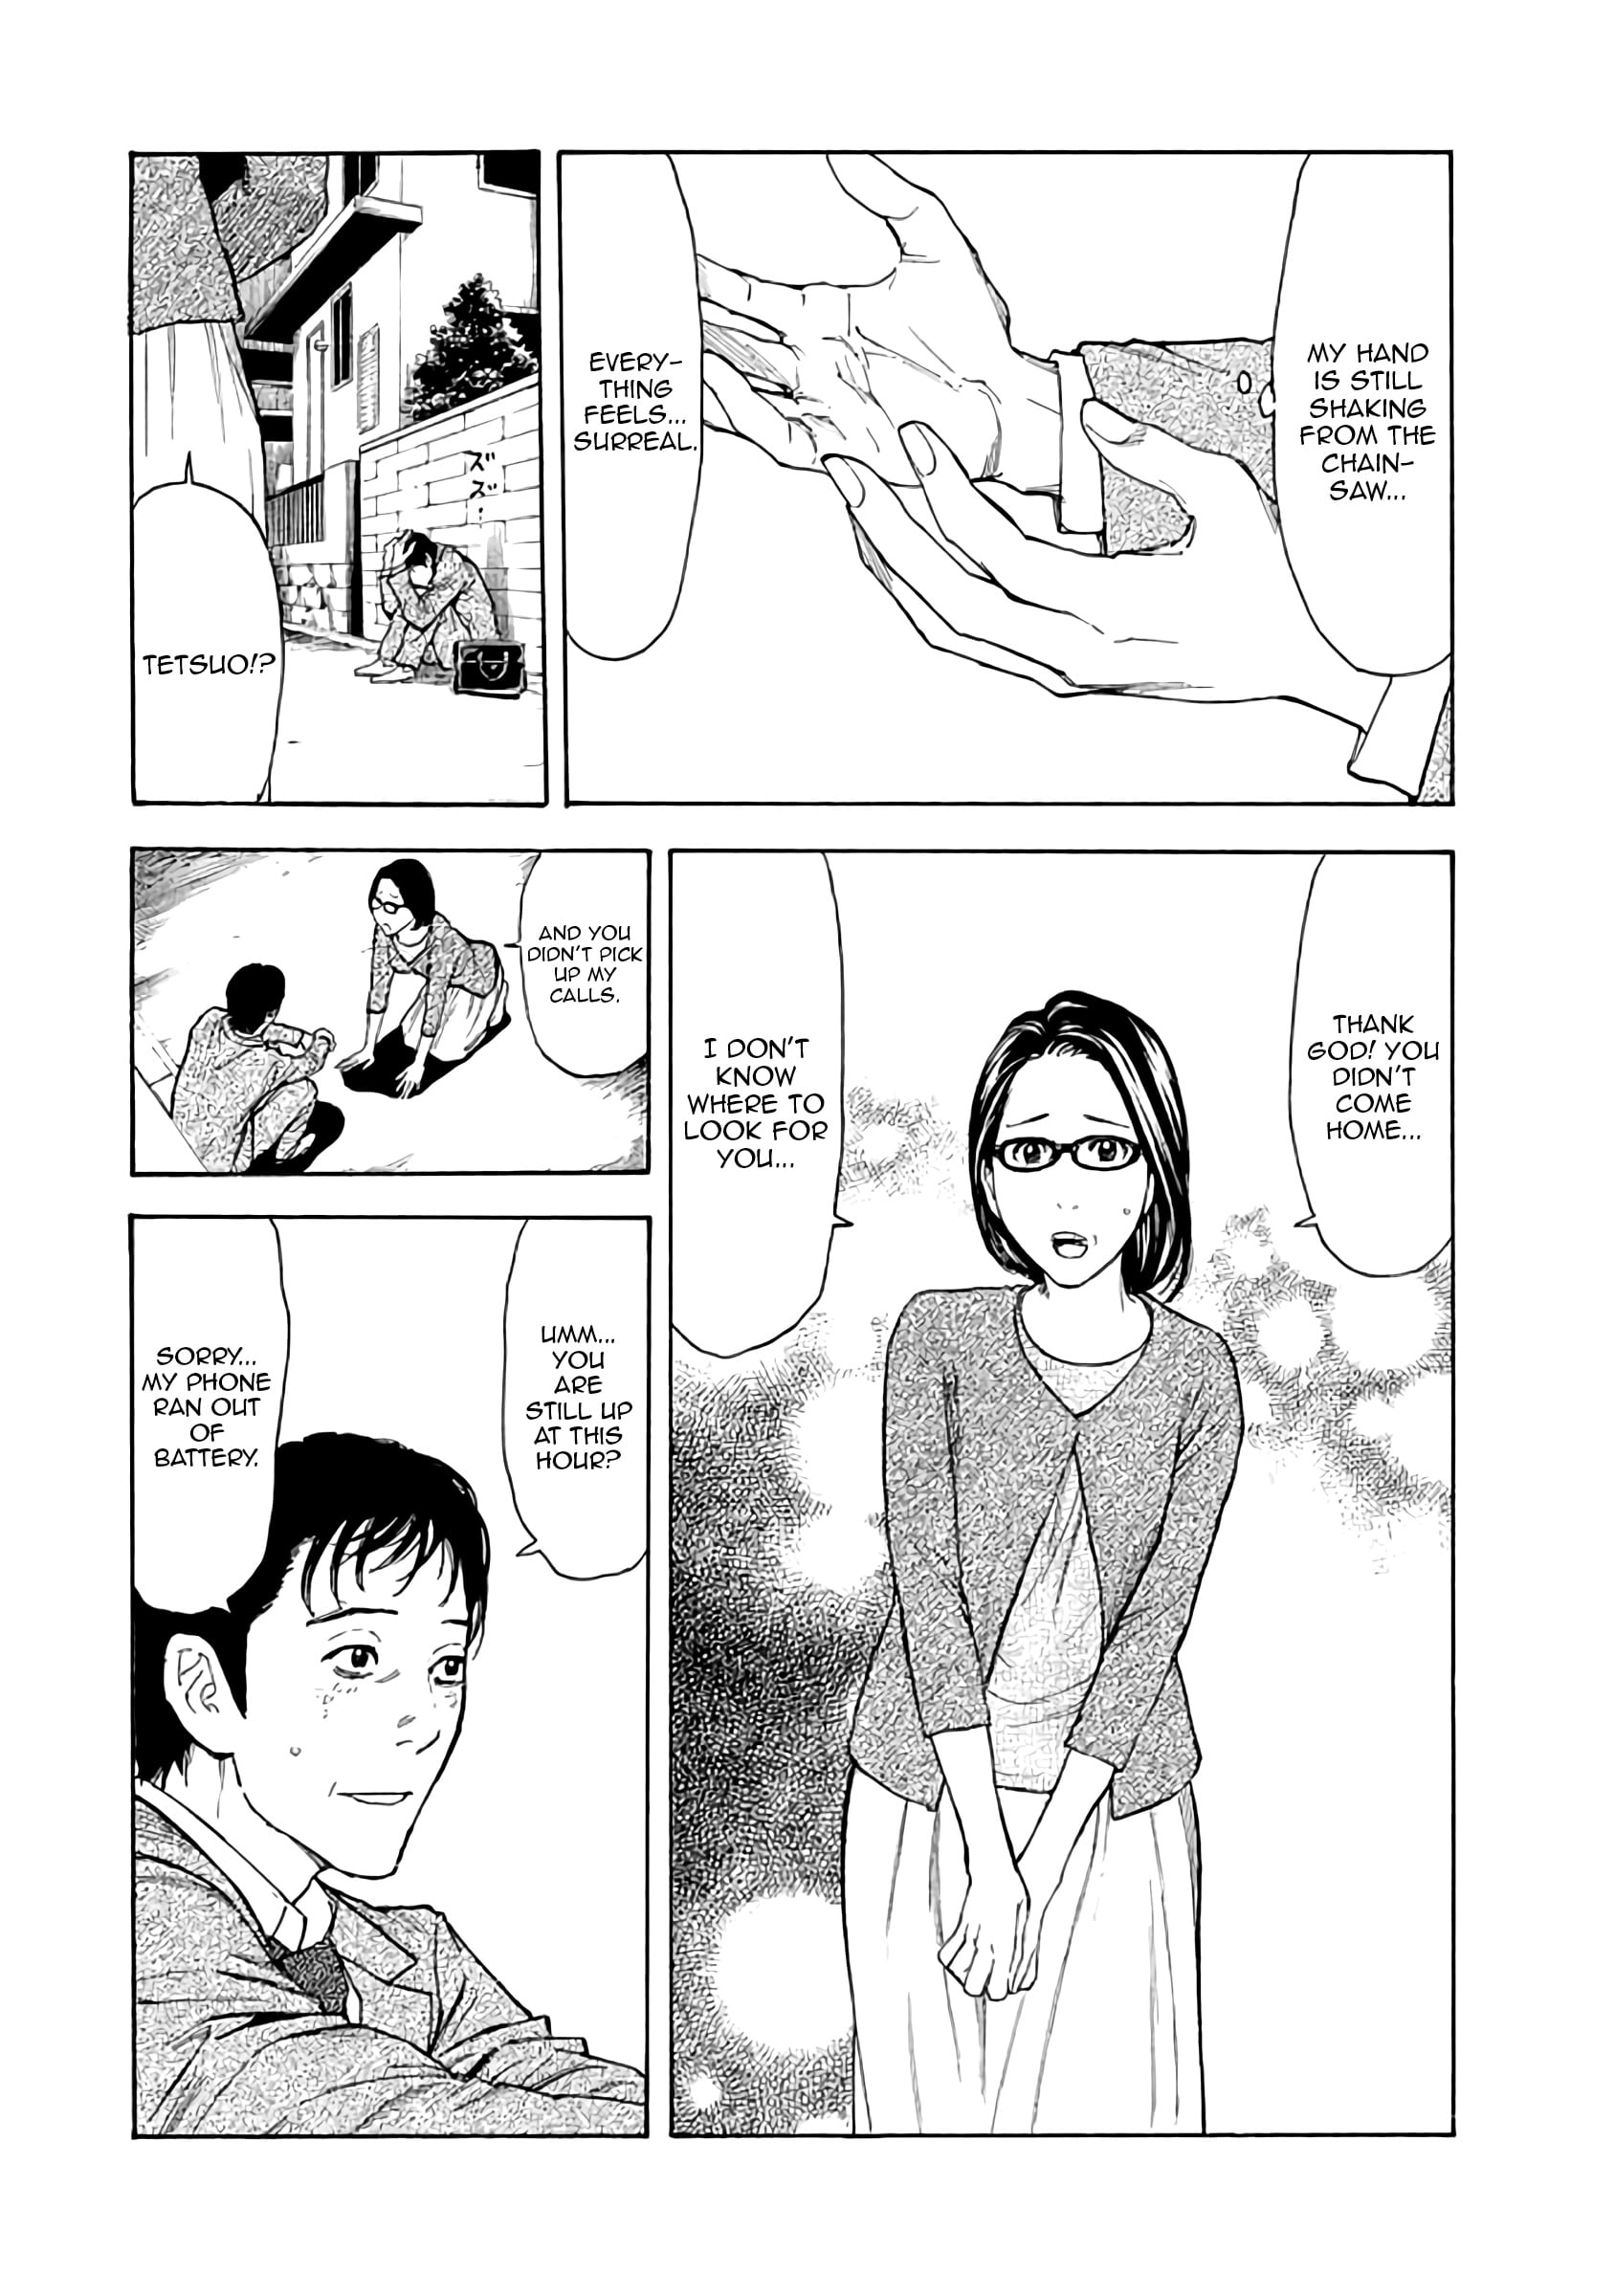 MY HAND
IS STILL
SHAKING
FROM THE
CHAIN-
SAW...
EVERY-
THING
FEELS...
SURREAL.
ズズ・
TETSUO!?
THANK
GOD! YOU
DIDN'T
COME
HOME...
I DON'T
KNOW
WHERE TO
LOOK FOR
YOU...
AND YOU
DIDN'T PICK
UP MY
CALLS.
UMM...
YOU
ARE
STILL UP
AT THIS
HOUR?
SORRY...
MY PHONE
RAN OUT
OF
BATTERY.